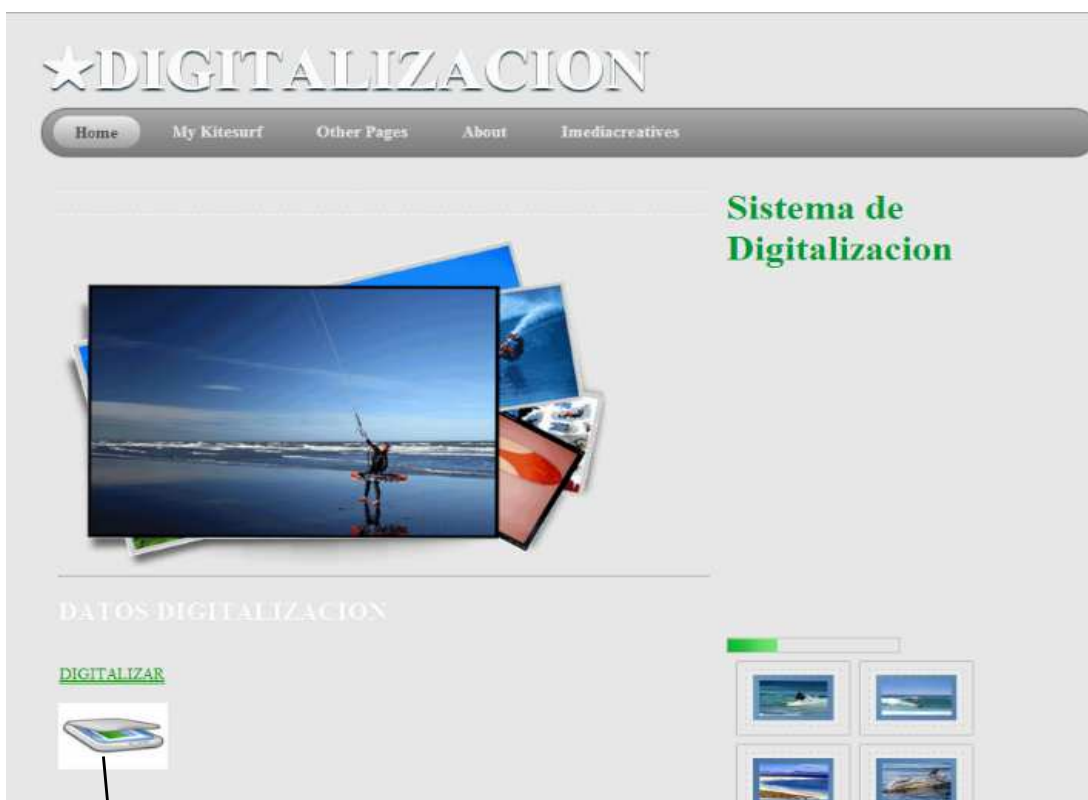 ★DIGITALIZACION
Home My Kitesurf Other Pages About Imediacreatives
Sistema de
Digitalizacion
DATOS DIGITALIZACION
DIGITALIZAR